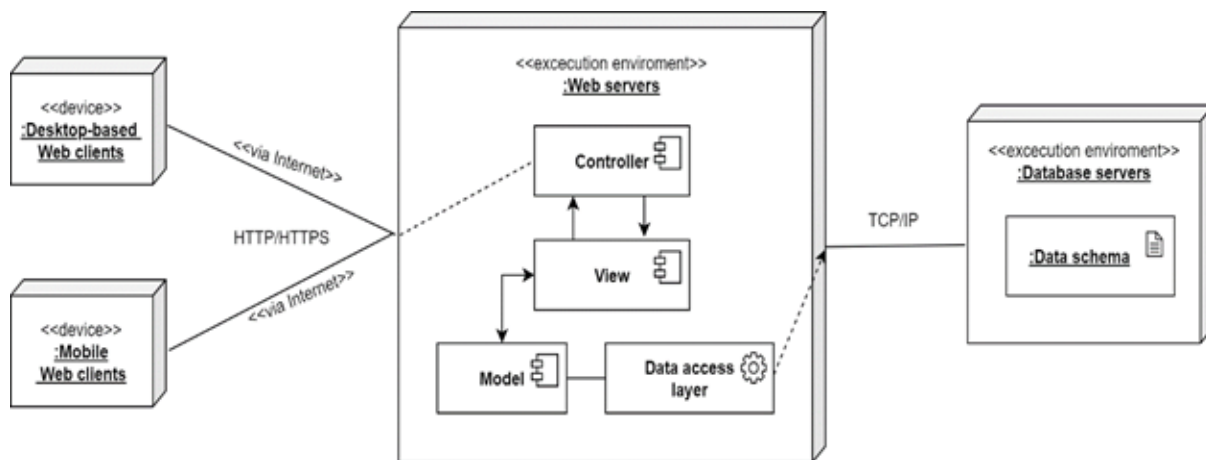 <<device>>
:Desktop-based
Web clients
<<via Internet>>
HTTP/HTTPS
<<via Internet>>
<<device>>
:Mobile
Web clients
<<excecution enviroment>>
:Web servers
Controller
View
Model
Data access
layer
TCP/IP
<<excecution enviroment>>
:Database servers
:Data schema